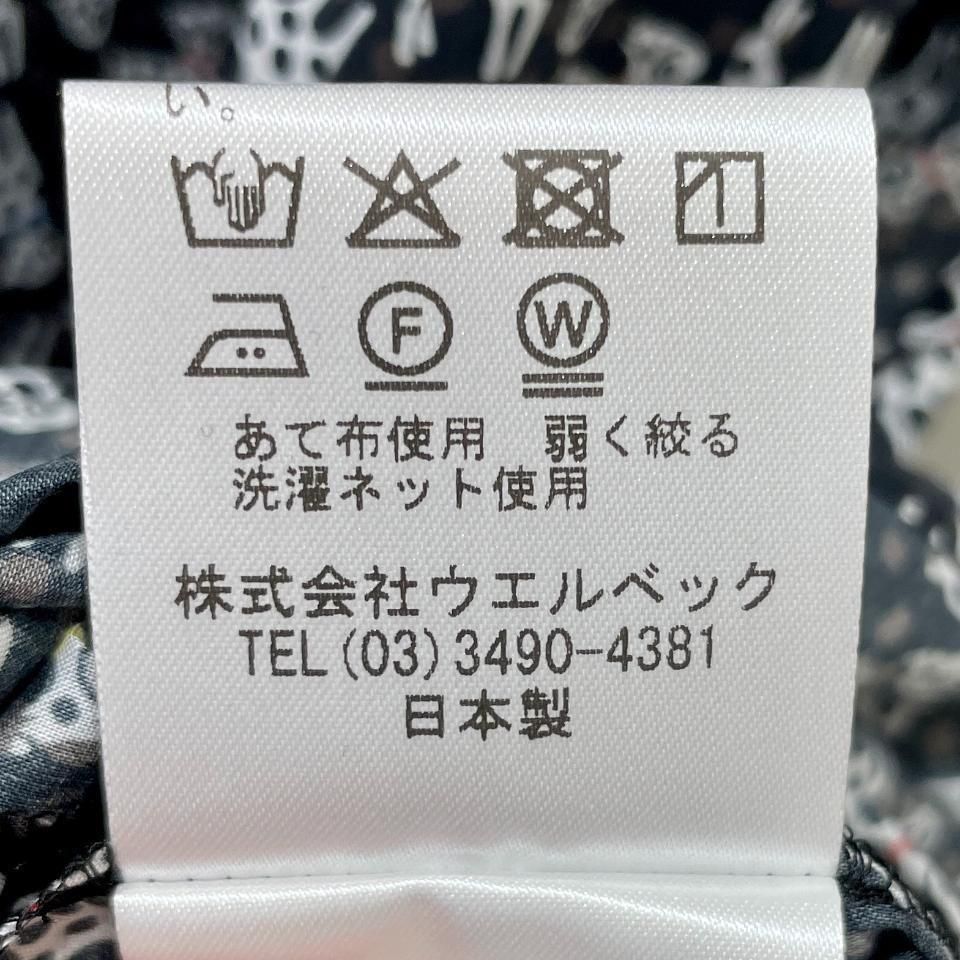 い。
F
W
あて布使用　弱く絞る
洗濯ネット使用
株式会社ウエルベック
TEL(03)3490-4381
日本製